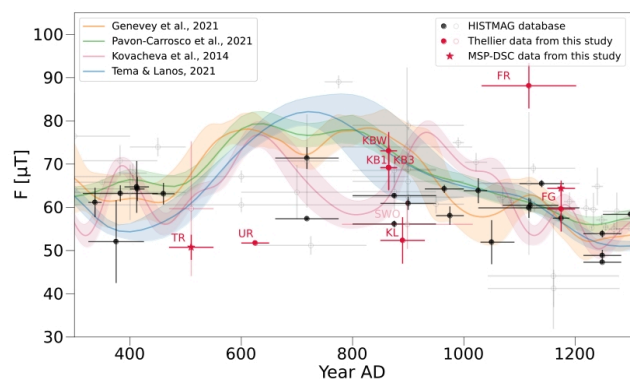 Genevey et al., 2021
Pavon-Carrosco et al., 2021
Kovacheva et al., 2014
Tema & Lanos, 2021
HISTMAG database
Thellier data from this study
MSP-DSC data from this study
100
90
80
70
60
50
40
30
F [μT]
FR
KBW
KB1 KB3
FG
SWO
TR
UR
KL
400
600
800
1000
1200
Year AD